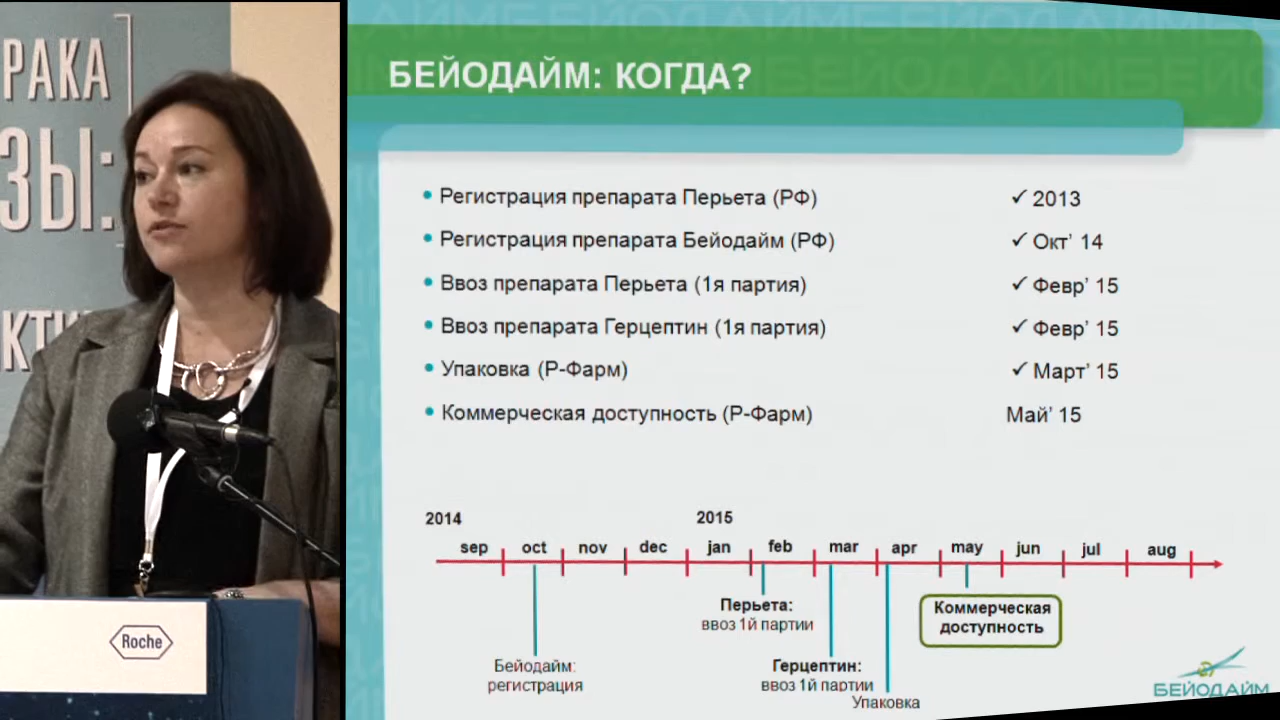 РАКА
ЗЫ:
КТИ
Roche
БЕЙОДАЙМ: КОГДА?
• Регистрация препарата Перьета (РФ) ✓ 2013
• Регистрация препарата Бейодайм (РФ) ✓ Окт’ 14
• Ввоз препарата Перьета (1я партия) ✓ Февр’ 15
• Ввоз препарата Герцептин (1я партия) ✓ Февр’ 15
• Упаковка (Р-Фарм) ✓ Март’ 15
• Коммерческая доступность (Р-Фарм) Май’ 15
2014 2015
sep oct nov dec jan feb mar apr may jun jul aug
Перьета:
ввоз 1й партии
Коммерческая
доступность
Бейодайм:
регистрация
Герцептин:
ввоз 1й партии
Упаковка
БЕЙОДАЙМ